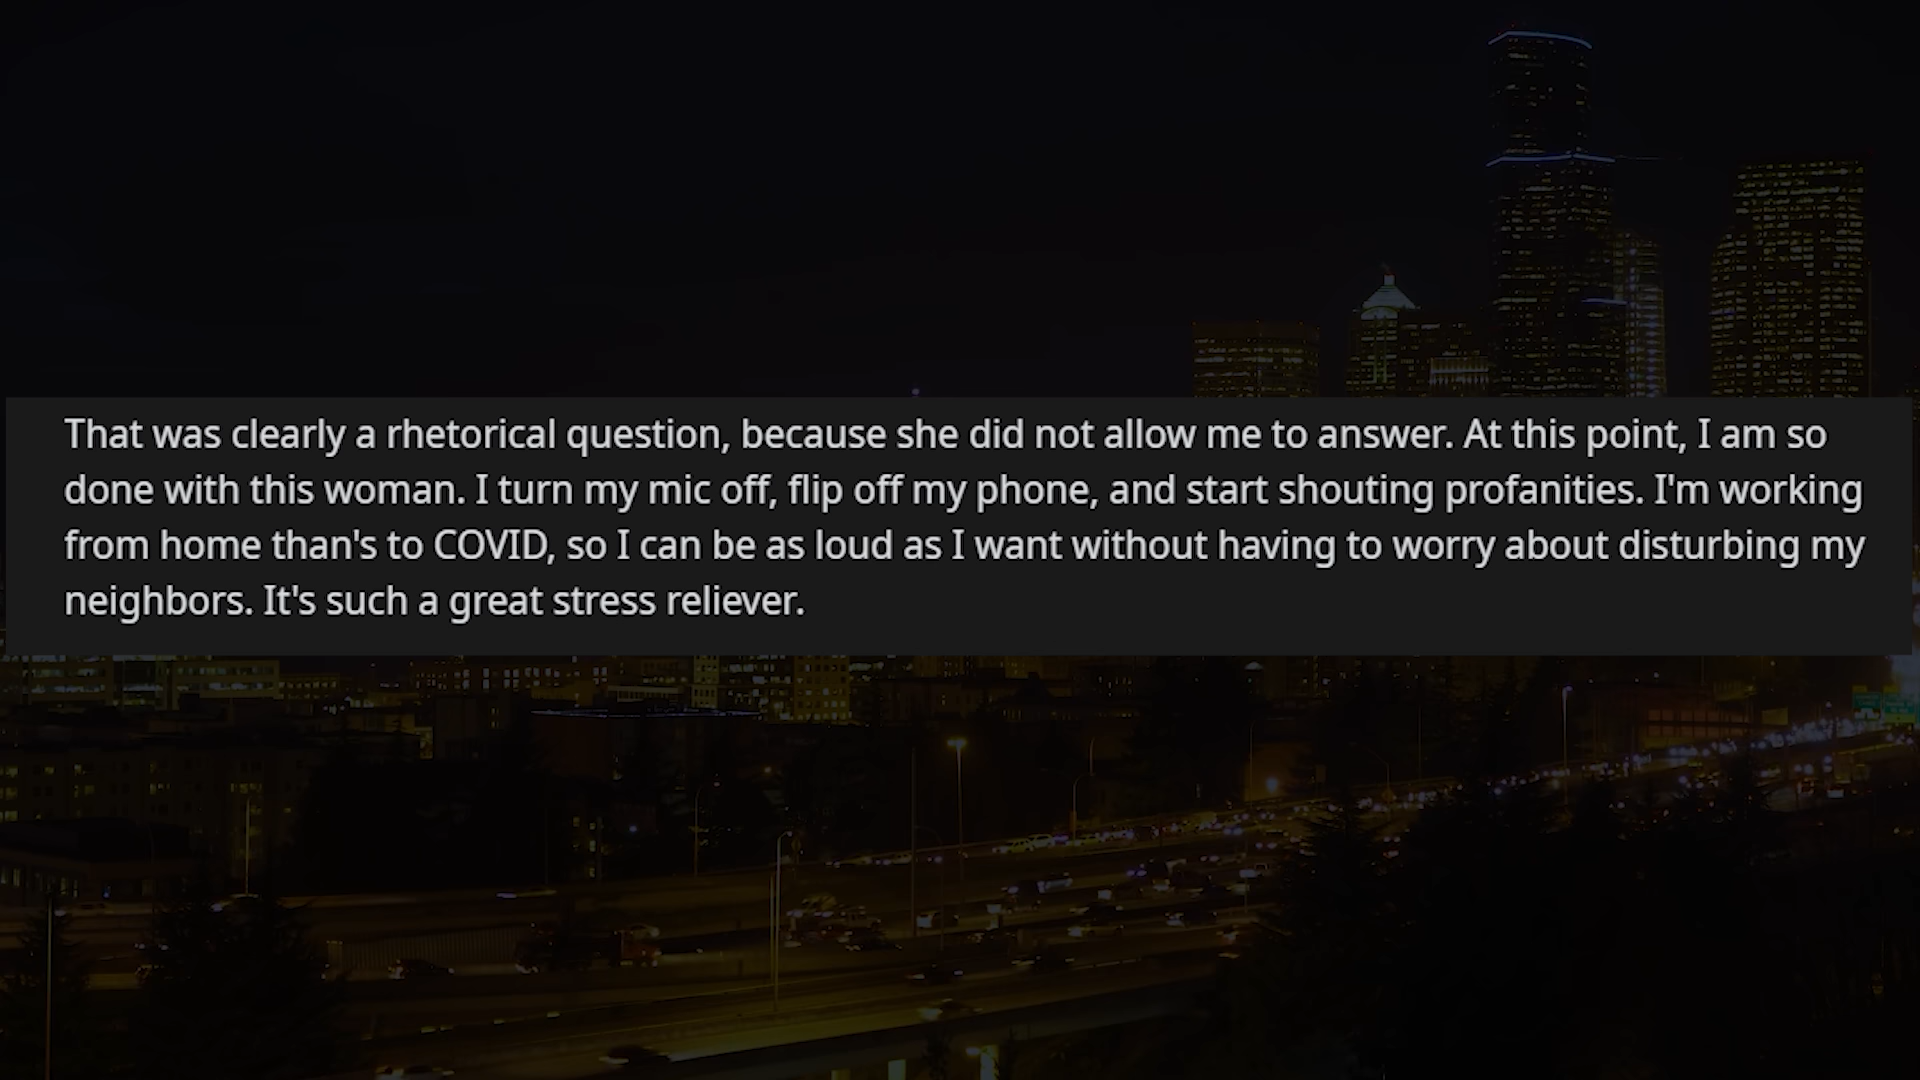 That was clearly a rhetorical question, because she did not allow me to answer. At this point, I am so
done with this woman. I turn my mic off, flip off my phone, and start shouting profanities. I'm working
from home than's to COVID, so I can be as loud as I want without having to worry about disturbing my
neighbors. It's such a great stress reliever.